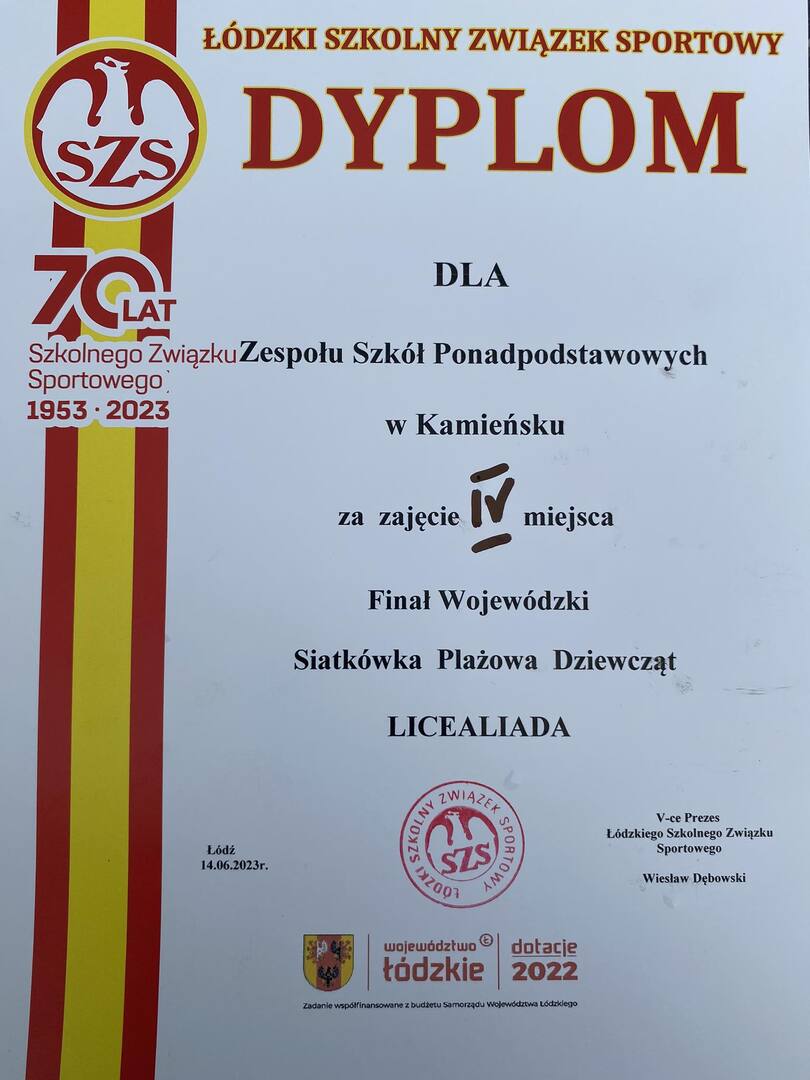 ŁÓDZKI SZKOLNY ZWIĄZEK SPORTOWY
DYPLOM
SZS
70 LAT
Szkolnego Związku
Sportowego
1953 · 2023
DLA
Zespołu Szkół Ponadpodstawowych
w Kamieńsku
za zajęcie IV miejsca
Finał Wojewódzki
Siatkówka Plażowa Dziewcząt
LICEALIADA
Łódź
14.06.2023r.
ŁÓDZKI SZKOLNY ZWIĄZEK SPORTOWY
SZS
V-ce Prezes
Łódzkiego Szkolnego Związku
Sportowego
Wiesław Dębowski
województwo
łódzkie
dotacje
2022
Zadanie współfinansowane z budżetu Samorządu Województwa Łódzkiego